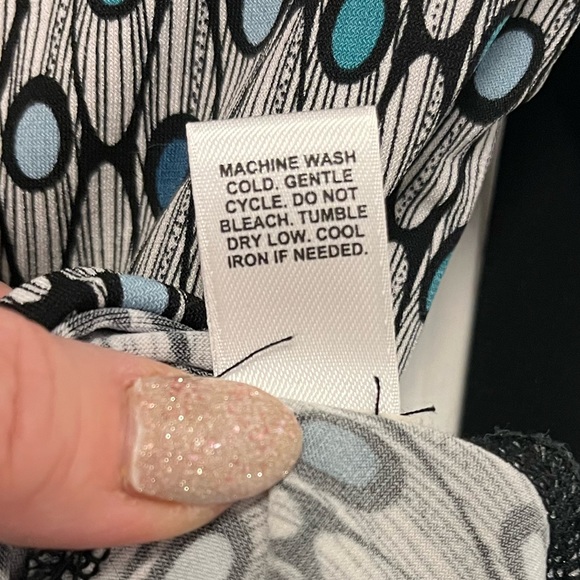 MACHINE WASH
COLD. GENTLE
CYCLE. DO NOT
BLEACH. TUMBLE
DRY LOW. COOL
IRON IF NEEDED.